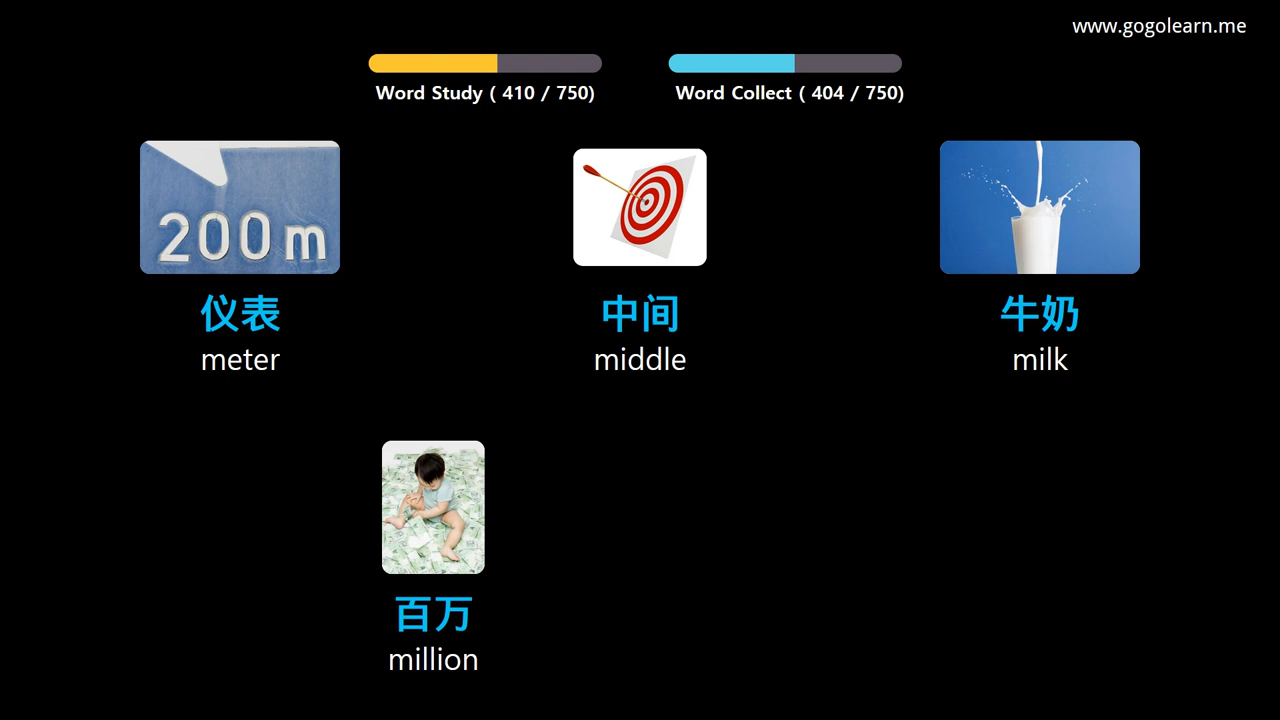 www.gogolearn.me
Word Study ( 410 / 750)
Word Collect ( 404 / 750)
200m
仪表
meter
中间
middle
牛奶
milk
百万
million